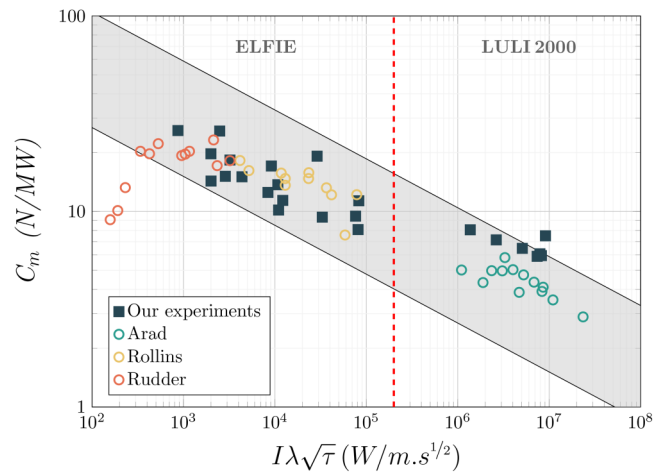 ELFIE
LULI 2000
100
10
1
C_m (N/MW)
Our experiments
Arad
Rollins
Rudder
10^2 10^3 10^4 10^5 10^6 10^7 10^8
Iλ√τ (W/m.s^{1/2})